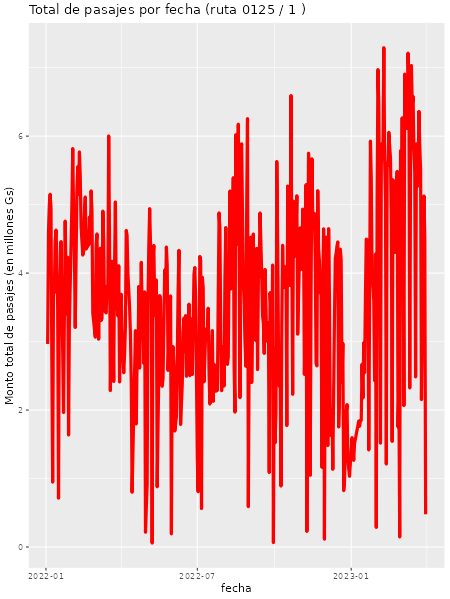 Total de pasajes por fecha (ruta 0125 / 1 )
Monto total de pasajes (en millones Gs)
6
4
2
0
2022-01
2022-07
2023-01
fecha